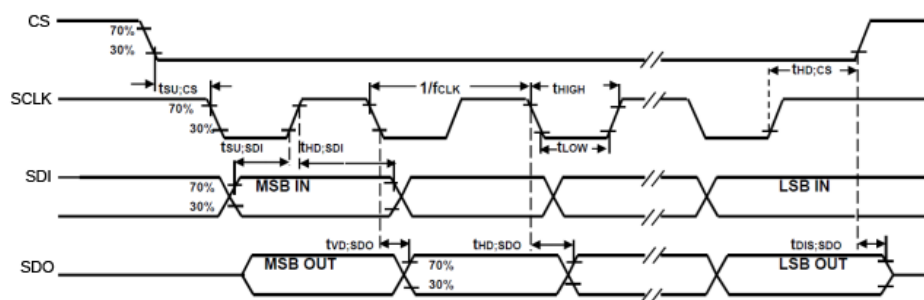 CS
70%
30%
tSU;CS
tHD;CS
SCLK
70%
1/fCLK
tHIGH
30%
tSU;SDI
tHD;SDI
tLOW
SDI
70%
MSB IN
LSB IN
30%
tVD;SDO
tHD;SDO
tDIS;SDO
SDO
MSB OUT
70%
LSB OUT
30%